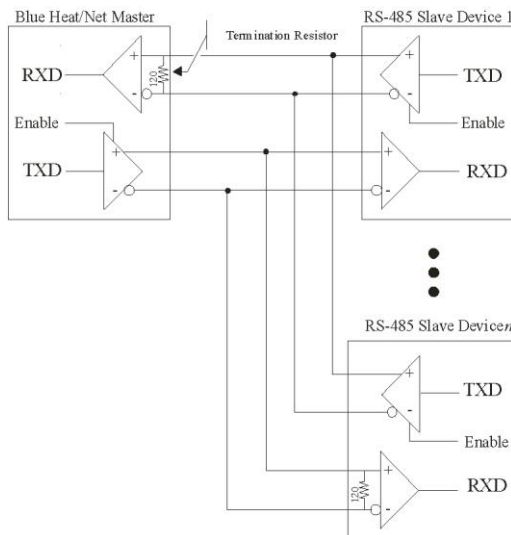 Blue Heat/Net Master
RS-485 Slave Device 1
Termination Resistor
+
+
RXD
120
TXD
-
-
Enable
Enable
+
+
TXD
RXD
-
-
RS-485 Slave Device n
+
TXD
-
Enable
+
120
RXD
-